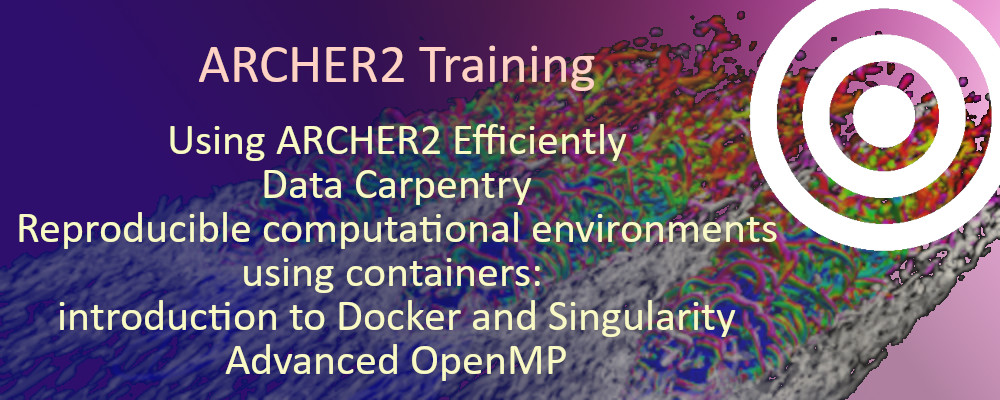 ARCHER2 Training
Using ARCHER2 Efficiently
Data Carpentry
Reproducible computational environments
using containers:
introduction to Docker and Singularity
Advanced OpenMP